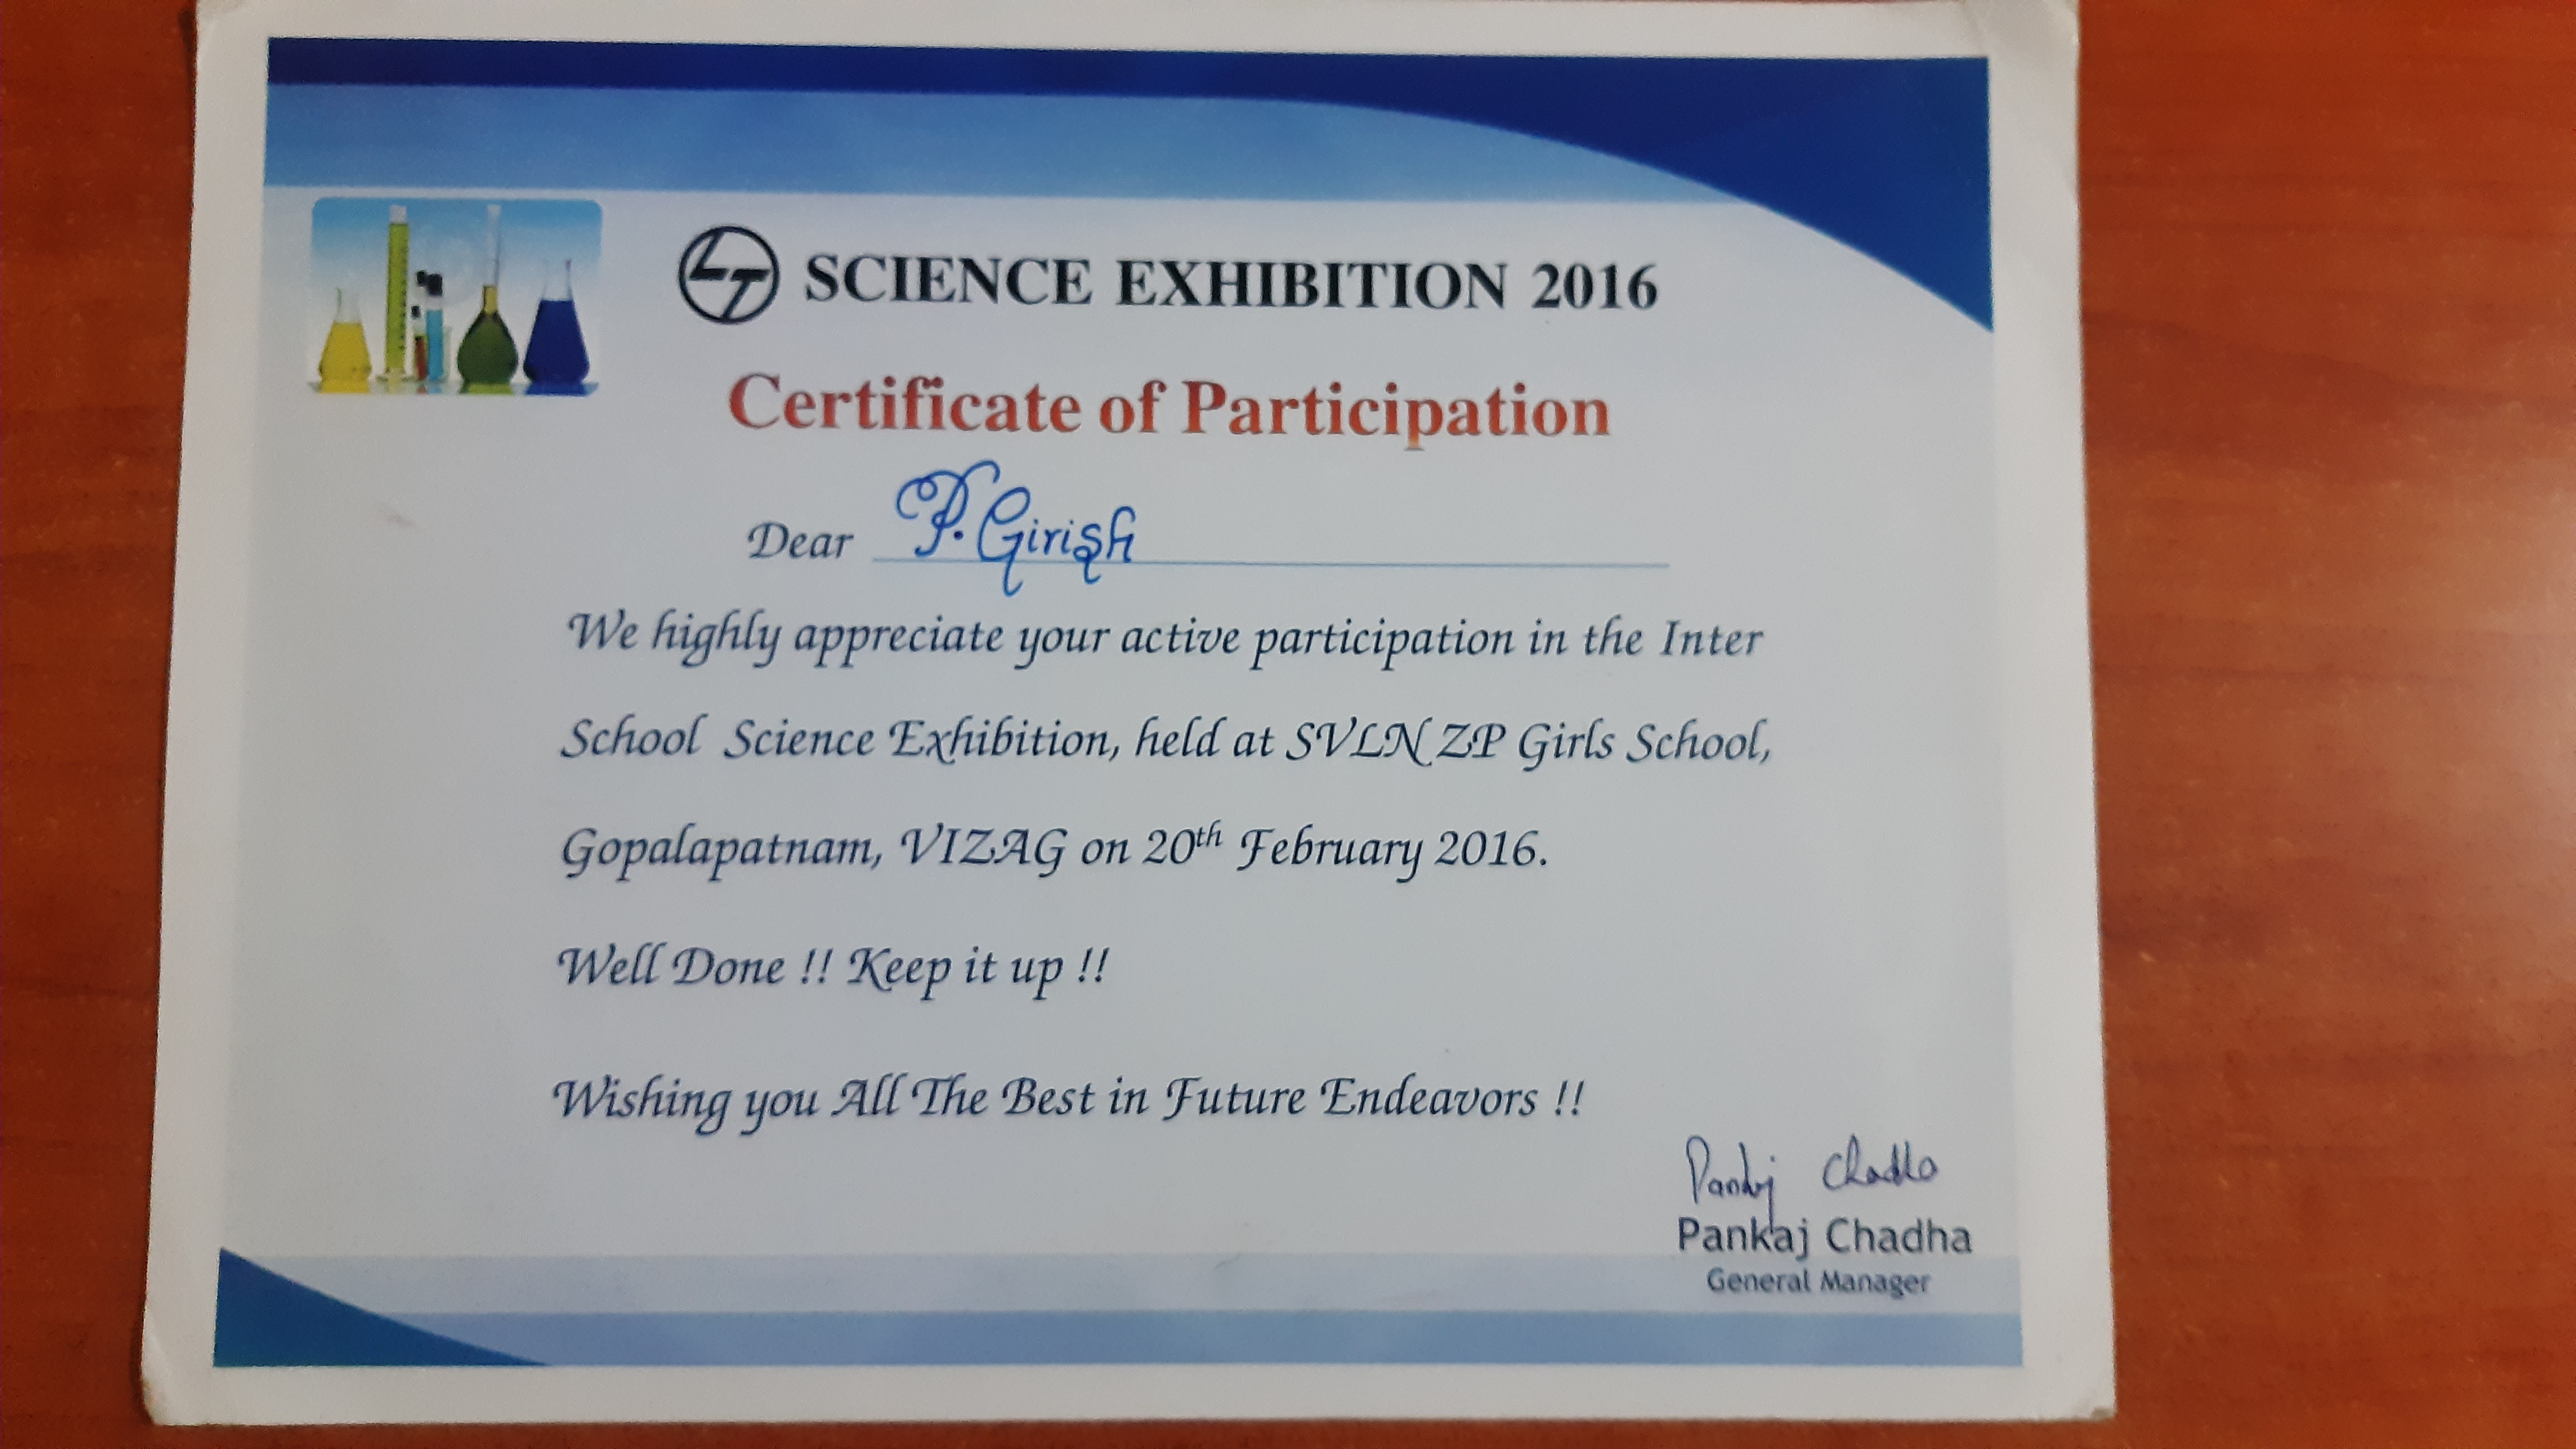 LT SCIENCE EXHIBITION 2016
Certificate of Participation
Dear P. Girish
We highly appreciate your active participation in the Inter
School Science Exhibition, held at SVLN ZP Girls School,
Gopalapatnam, VIZAG on 20th February 2016.
Well Done !! Keep it up !!
Wishing you All The Best in Future Endeavors !!
Pankaj Chadha
Pankaj Chadha
General Manager